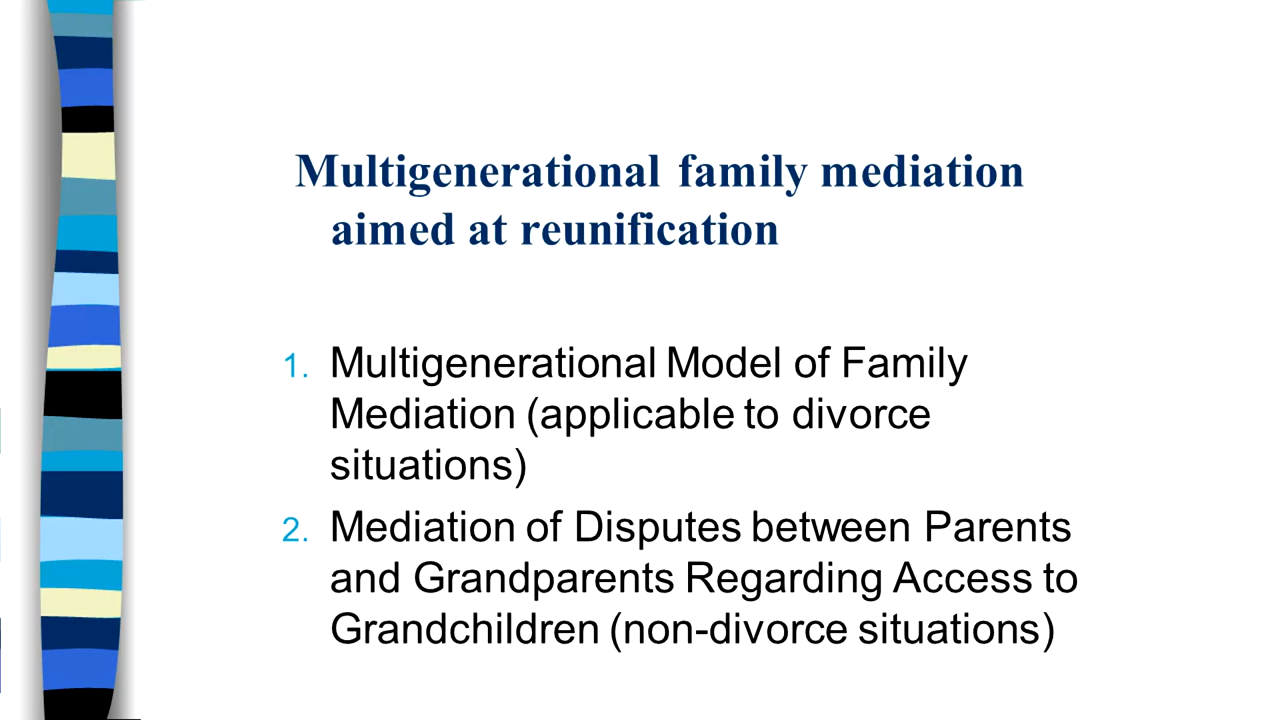 Multigenerational family mediation
aimed at reunification
1. Multigenerational Model of Family
Mediation (applicable to divorce
situations)
2. Mediation of Disputes between Parents
and Grandparents Regarding Access to
Grandchildren (non-divorce situations)